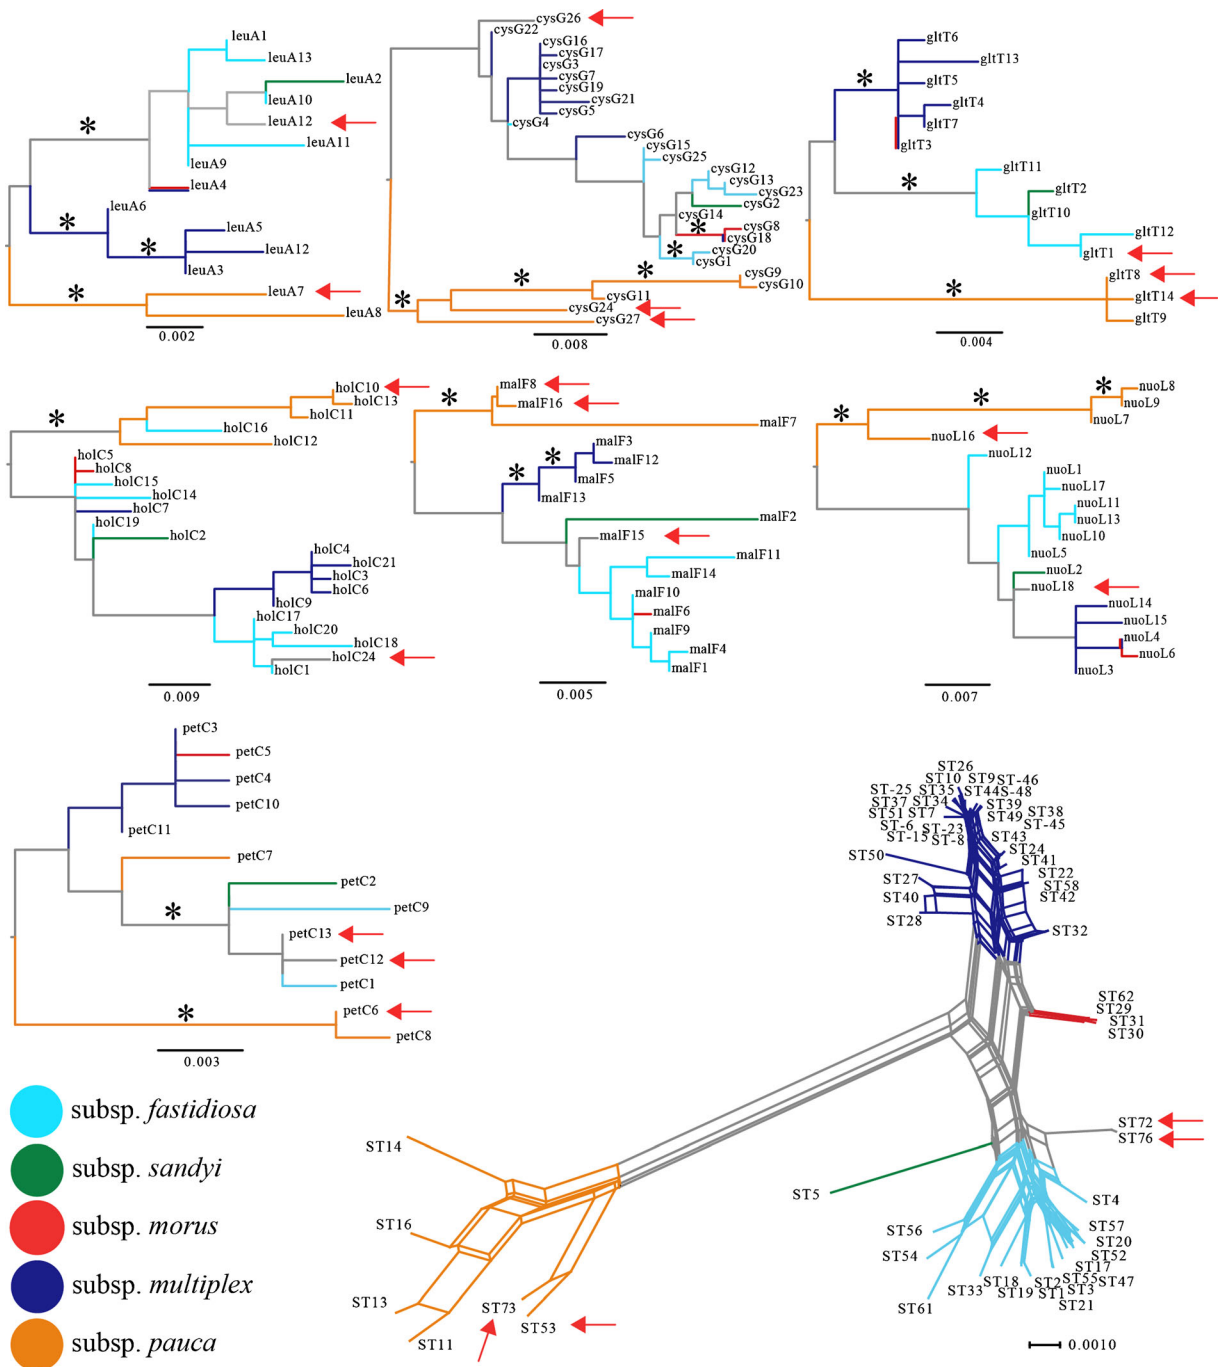 leuA1
leuA13
leuA2
leuA10
leuA12
leuA11
leuA9
leuA4
leuA6
leuA5
leuA12
leuA3
leuA7
leuA8
0.002
cysG26
cysG22
cysG16
cysG17
cysG3
cysG7
cysG19
cysG21
cysG5
cysG4
cysG6
cysG15
cysG25
cysG12
cysG13
cysG23
cysG2
cysG14
cysG8
cysG18
cysG20
cysG1
cysG9
cysG10
cysG11
cysG24
cysG27
0.008
gltT6
gltT13
gltT5
gltT4
gltT7
gltT3
gltT11
gltT2
gltT10
gltT12
gltT1
gltT8
gltT14
gltT9
0.004
holC10
holC13
holC11
holC16
holC12
holC5
holC8
holC15
holC14
holC7
holC19
holC2
holC4
holC21
holC3
holC6
holC9
holC17
holC20
holC18
holC24
holC1
0.009
malF8
malF16
malF7
malF3
malF12
malF5
malF13
malF2
malF15
malF11
malF14
malF10
malF6
malF9
malF4
malF1
0.005
nuoL8
nuoL9
nuoL7
nuoL16
nuoL12
nuoL1
nuoL17
nuoL11
nuoL13
nuoL10
nuoL5
nuoL2
nuoL18
nuoL14
nuoL15
nuoL4
nuoL6
nuoL3
0.007
petC3
petC5
petC4
petC10
petC11
petC7
petC2
petC9
petC13
petC12
petC1
petC6
petC8
0.003
ST26
ST10 ST9 ST-46
ST-25 ST35 ST44 S-48
ST37 ST34 ST39
ST51 ST7 ST49 ST38
ST-6 ST-23 ST-45
ST-15 ST-8 ST43
ST24
ST50 ST41
ST27 ST22
ST58
ST40 ST42
ST28
ST32
ST62
ST29
ST31
ST30
ST72
ST76
ST14
ST5
ST4
ST16
ST56
ST57
ST20
ST54
ST52
ST17
ST18 ST2 ST55 ST47
ST33 ST19 ST1 ST3
ST61 ST21
ST13
ST73
ST53
ST11
0.0010
subsp. fastidiosa
subsp. sandyi
subsp. morus
subsp. multiplex
subsp. pauca